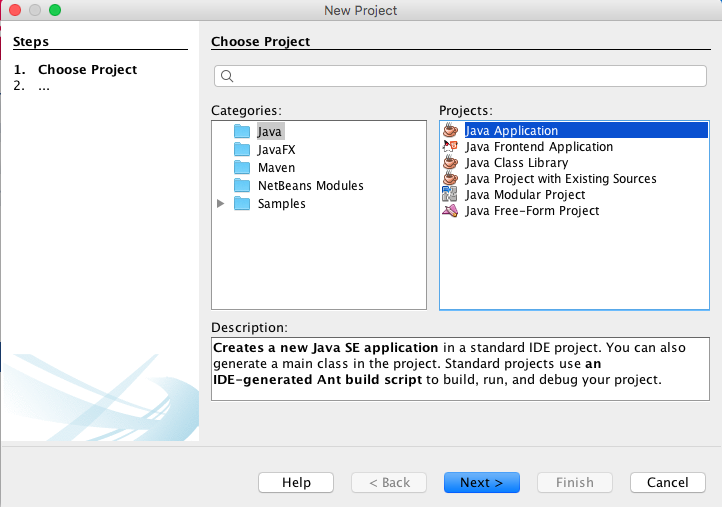 New Project
Steps
1. Choose Project
2. ...
Choose Project
Categories:
Java
JavaFX
Maven
NetBeans Modules
Samples
Projects:
Java Application
Java Frontend Application
Java Class Library
Java Project with Existing Sources
Java Modular Project
Java Free-Form Project
Description:
Creates a new Java SE application in a standard IDE project. You can also
generate a main class in the project. Standard projects use an
IDE-generated Ant build script to build, run, and debug your project.
Help
< Back
Next >
Finish
Cancel